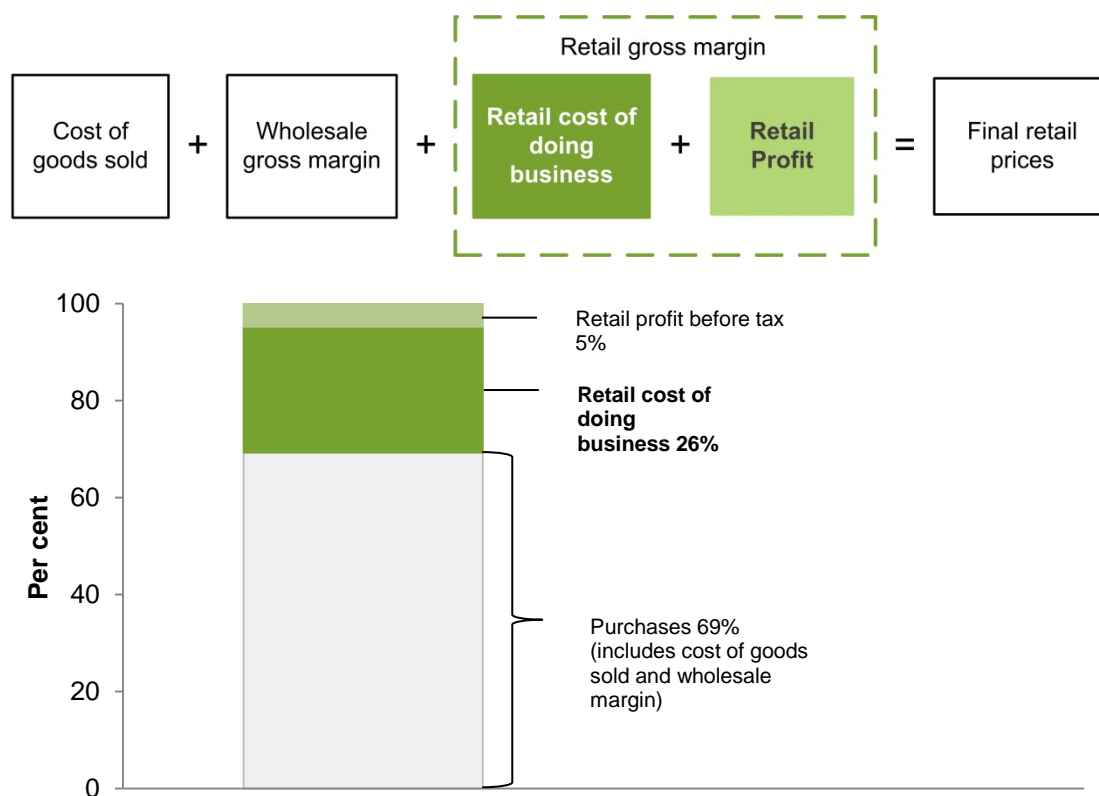 Retail gross margin
Cost of
goods sold
+
Wholesale
gross margin
+
Retail cost of
doing
business
+
Retail
Profit
=
Final retail
prices
100
80
60
40
20
0
Per cent
Retail profit before tax
5%
Retail cost of
doing
business 26%
Purchases 69%
(includes cost of goods
sold and wholesale
margin)